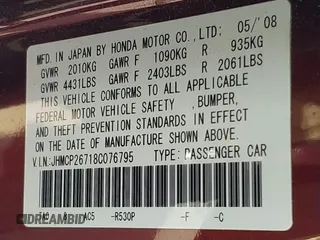 MFD. IN JAPAN BY HONDA MOTOR CO., LTD: 05/'08
GVWR 2010KG GAWR F 1090KG R 935KG
GVWR 4431LBS GAWR F 2403LBS R 2061LBS
THIS VEHICLE CONFORMS TO ALL APPLICABLE
FEDERAL MOTOR VEHICLE SAFETY , BUMPER,
THEFT PREVENTION STANDARDS IN EFFECT
ON THE DATE OF MANUFACTURE SHOWN ABOVE.
V.I.N: JHMCP26718C076795 TYPE: PASSENGER CAR
AC5 -R530P -F -C
©IDREAMBID